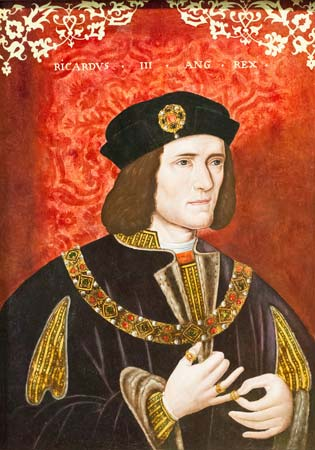 RICARDVS · III · ANG · REX ·